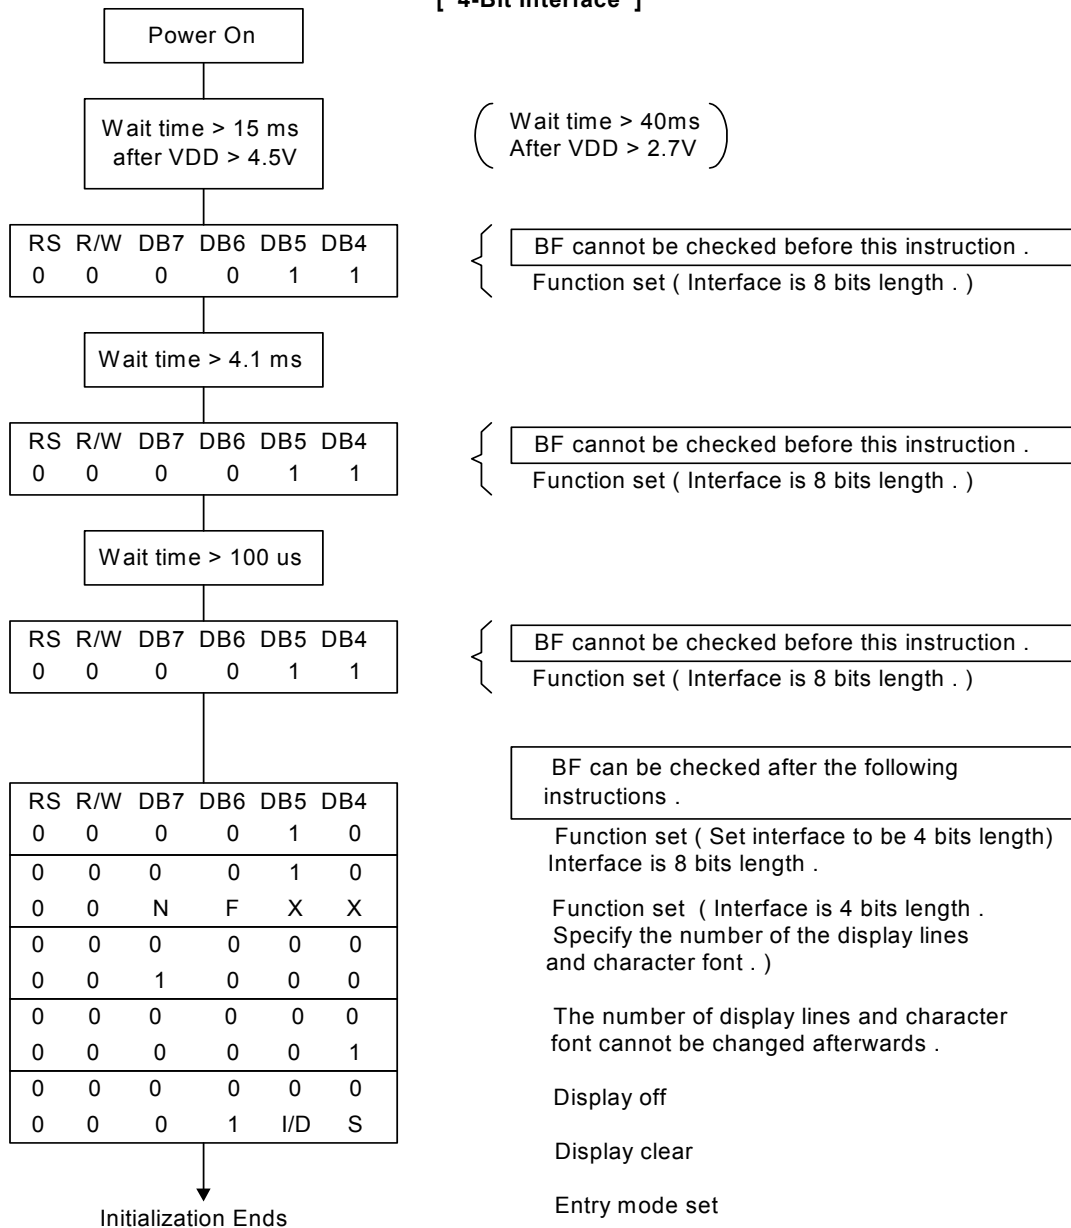 [ 4-Bit Interface ]
Power On
Wait time > 15 ms
after VDD > 4.5V
Wait time > 40ms
After VDD > 2.7V
RS R/W DB7 DB6 DB5 DB4
0 0 0 0 1 1
BF cannot be checked before this instruction .
Function set ( Interface is 8 bits length . )
Wait time > 4.1 ms
RS R/W DB7 DB6 DB5 DB4
0 0 0 0 1 1
BF cannot be checked before this instruction .
Function set ( Interface is 8 bits length . )
Wait time > 100 us
RS R/W DB7 DB6 DB5 DB4
0 0 0 0 1 1
BF cannot be checked before this instruction .
Function set ( Interface is 8 bits length . )
RS R/W DB7 DB6 DB5 DB4
0 0 0 0 1 0
0 0 0 0 1 0
0 0 N F X X
0 0 0 0 0 0
0 0 1 0 0 0
0 0 0 0 0 0
0 0 0 0 0 1
0 0 0 0 0 0
0 0 0 1 I/D S
Initialization Ends
BF can be checked after the following
instructions .
Function set ( Set interface to be 4 bits length)
Interface is 8 bits length .
Function set ( Interface is 4 bits length .
Specify the number of the display lines
and character font . )
The number of display lines and character
font cannot be changed afterwards .
Display off
Display clear
Entry mode set